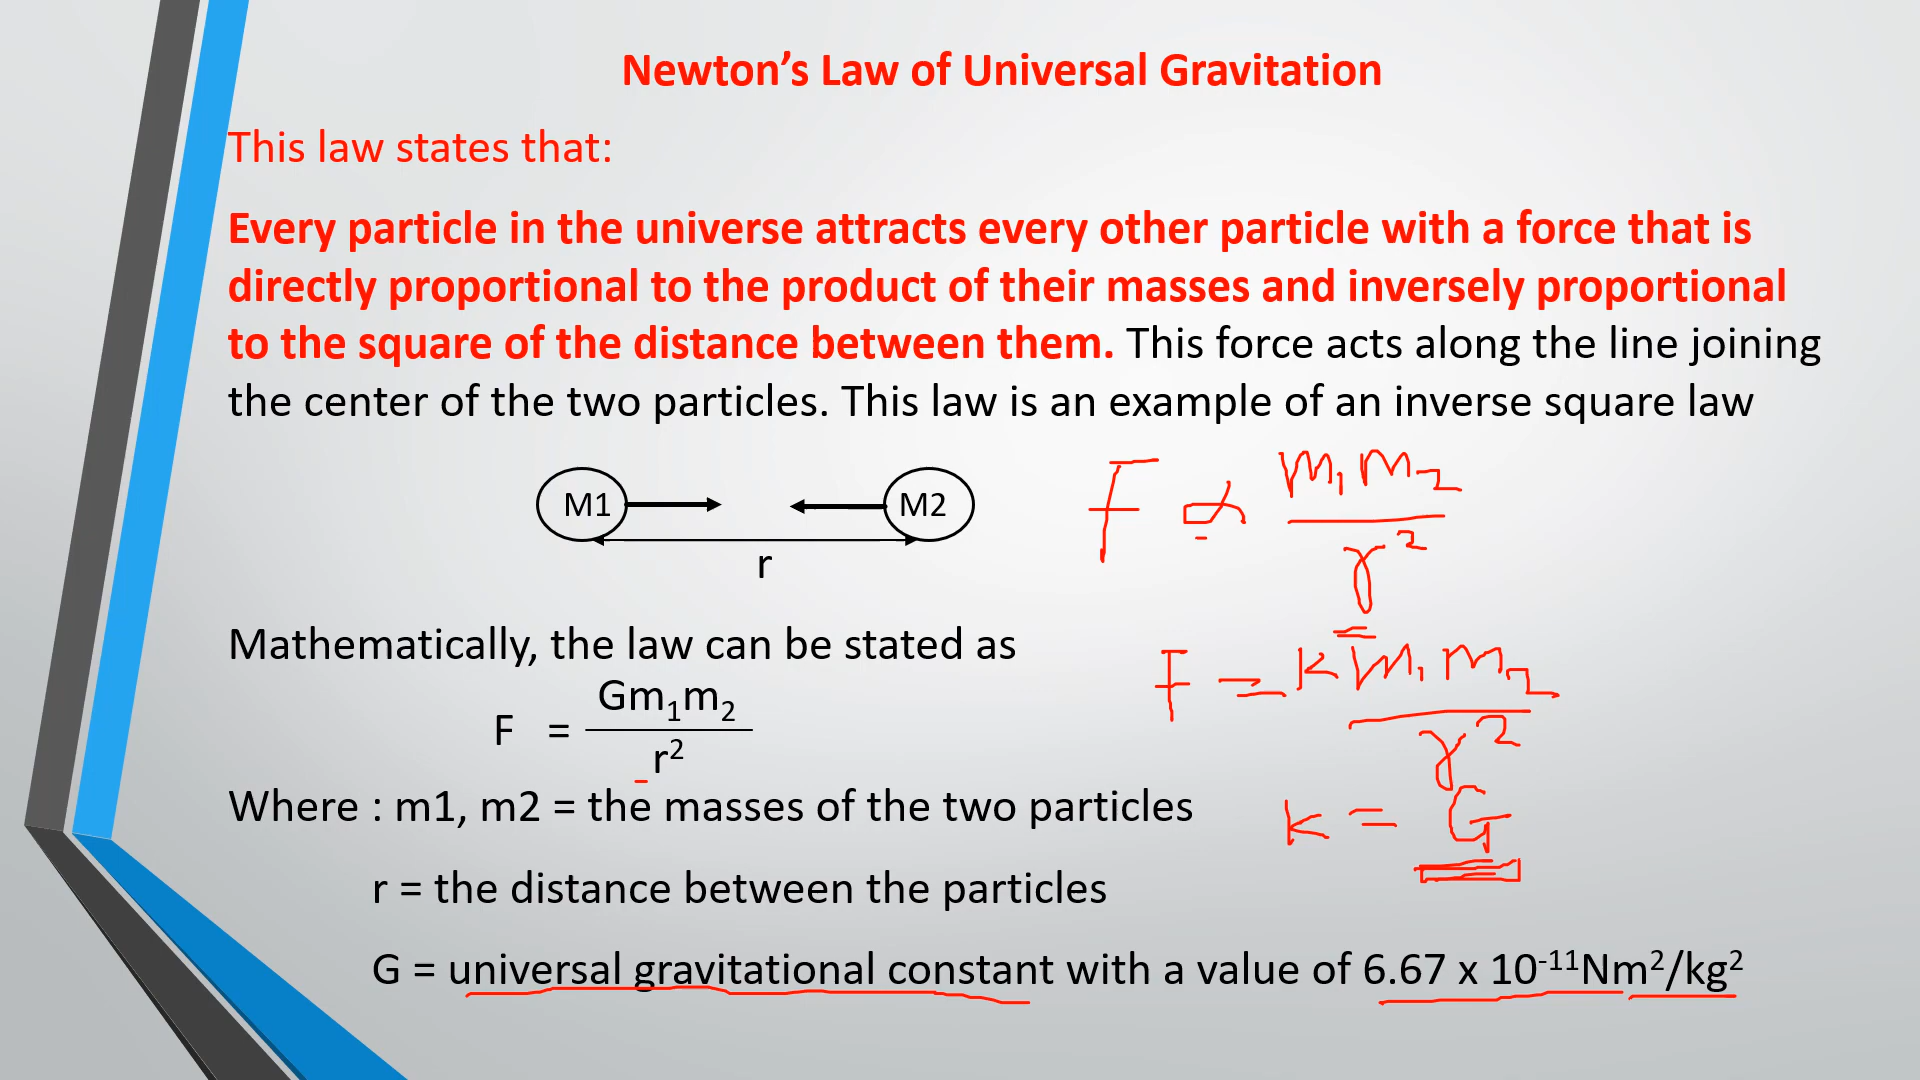 Newton’s Law of Universal Gravitation
This law states that:
Every particle in the universe attracts every other particle with a force that is
directly proportional to the product of their masses and inversely proportional
to the square of the distance between them. This force acts along the line joining
the center of the two particles. This law is an example of an inverse square law
M1 M2
r
F ∝ m₁m₂
r²
Mathematically, the law can be stated as
F = Gm₁m₂
r²
F = k m₁m₂
r²
Where : m1, m2 = the masses of the two particles
k = G
r = the distance between the particles
G = universal gravitational constant with a value of 6.67 x 10⁻¹¹Nm²/kg²